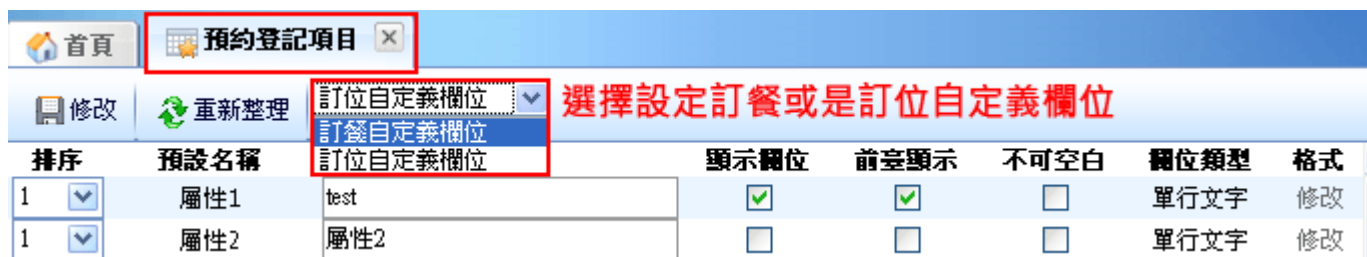 首頁 預約登記項目
修改 重新整理 訂位自定義欄位 選擇設定訂餐或是訂位自定義欄位
訂餐自定義欄位
訂位自定義欄位
排序 預設名稱 顯示欄位 前臺顯示 不可空白 欄位類型 格式
1 屬性1 test 單行文字 修改
1 屬性2 屬性2 單行文字 修改